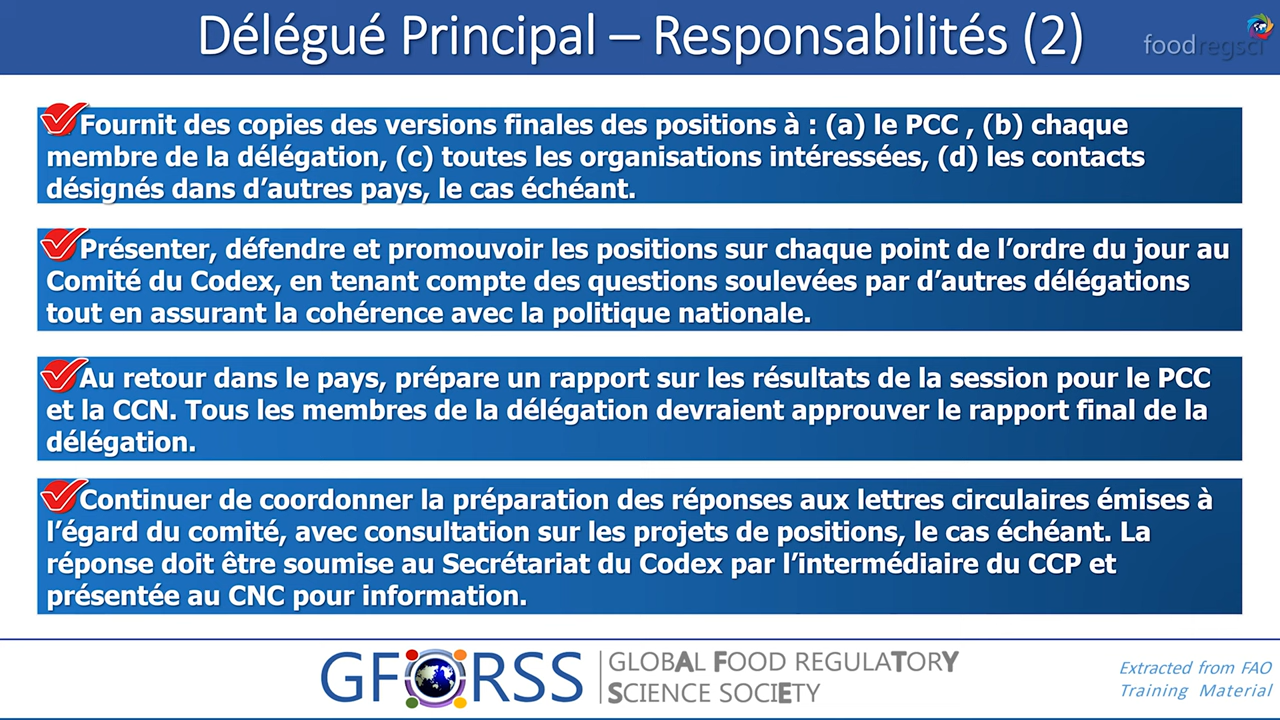 Délégué Principal – Responsabilités (2)
foodregsci
Fournit des copies des versions finales des positions à : (a) le PCC , (b) chaque
membre de la délégation, (c) toutes les organisations intéressées, (d) les contacts
désignés dans d’autres pays, le cas échéant.
Présenter, défendre et promouvoir les positions sur chaque point de l’ordre du jour au
Comité du Codex, en tenant compte des questions soulevées par d’autres délégations
tout en assurant la cohérence avec la politique nationale.
Au retour dans le pays, prépare un rapport sur les résultats de la session pour le PCC
et la CCN. Tous les membres de la délégation devraient approuver le rapport final de la
délégation.
Continuer de coordonner la préparation des réponses aux lettres circulaires émises à
l’égard du comité, avec consultation sur les projets de positions, le cas échéant. La
réponse doit être soumise au Secrétariat du Codex par l’intermédiaire du CCP et
présentée au CNC pour information.
GFORSS
GLOBAL FOOD REGULATORY
SCIENCE SOCIETY
Extracted from FAO
Training Material